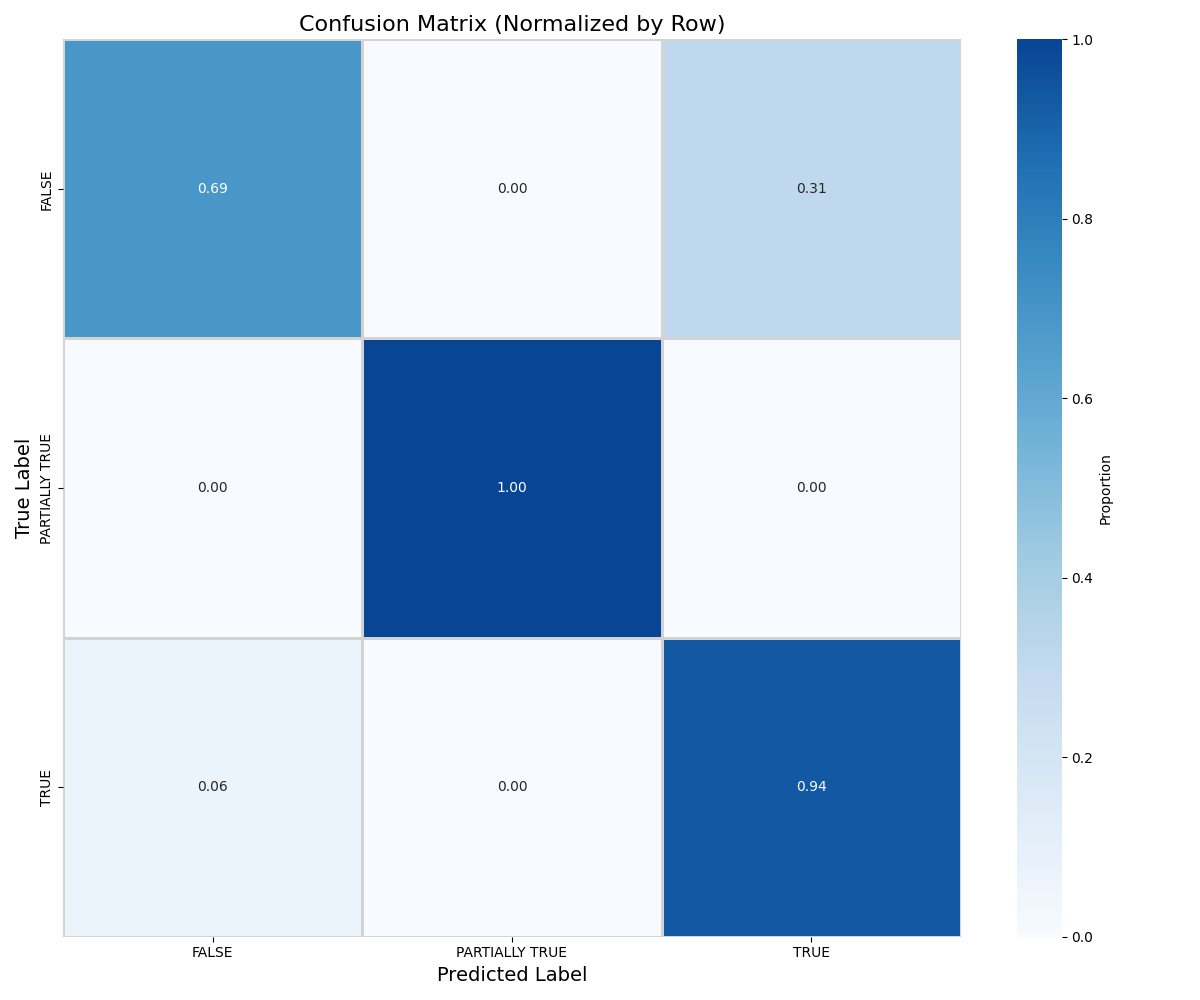 Confusion Matrix (Normalized by Row)
True Label
FALSE
PARTIALLY TRUE
TRUE
0.69 0.00 0.31
0.00 1.00 0.00
0.06 0.00 0.94
FALSE PARTIALLY TRUE TRUE
Predicted Label
1.0
0.8
0.6
0.4
0.2
0.0
Proportion